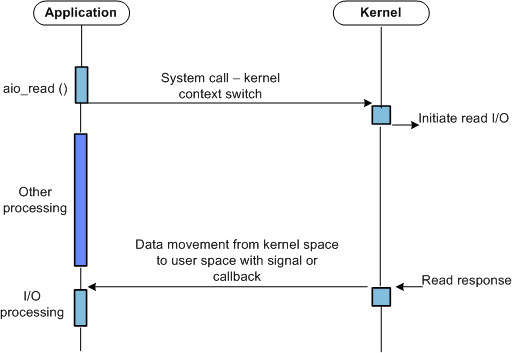 Application
Kernel
aio_read ()
System call – kernel
context switch
Initiate read I/O
Other
processing
Data movement from kernel space
to user space with signal or
callback
Read response
I/O
processing